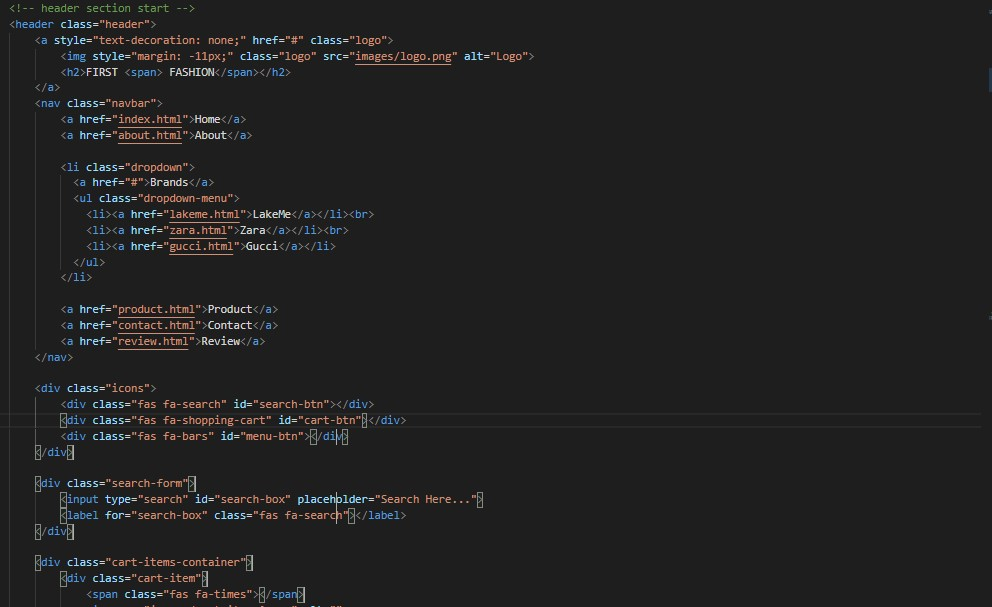 <!-- header section start -->
<header class="header">
    <a style="text-decoration: none;" href="#" class="logo">
        <img style="margin: -11px;" class="logo" src="images/logo.png" alt="Logo">
        <h2>FIRST <span> FASHION</span></h2>
    </a>
    <nav class="navbar">
        <a href="index.html">Home</a>
        <a href="about.html">About</a>

        <li class="dropdown">
          <a href="#">Brands</a>
          <ul class="dropdown-menu">
            <li><a href="lakeme.html">LakeMe</a></li><br>
            <li><a href="zara.html">Zara</a></li><br>
            <li><a href="gucci.html">Gucci</a></li>
          </ul>
        </li>

        <a href="product.html">Product</a>
        <a href="contact.html">Contact</a>
        <a href="review.html">Review</a>
    </nav>

    <div class="icons">
        <div class="fas fa-search" id="search-btn"></div>
        <div class="fas fa-shopping-cart" id="cart-btn"></div>
        <div class="fas fa-bars" id="menu-btn"></div>
    </div>

    <div class="search-form">
        <input type="search" id="search-box" placeholder="Search Here...">
        <label for="search-box" class="fas fa-search"></label>
    </div>

    <div class="cart-items-container">
        <div class="cart-item">
            <span class="fas fa-times"></span>